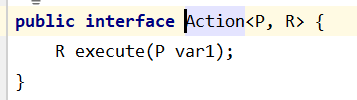 public interface Action<P, R> {
    R execute(P var1);
}